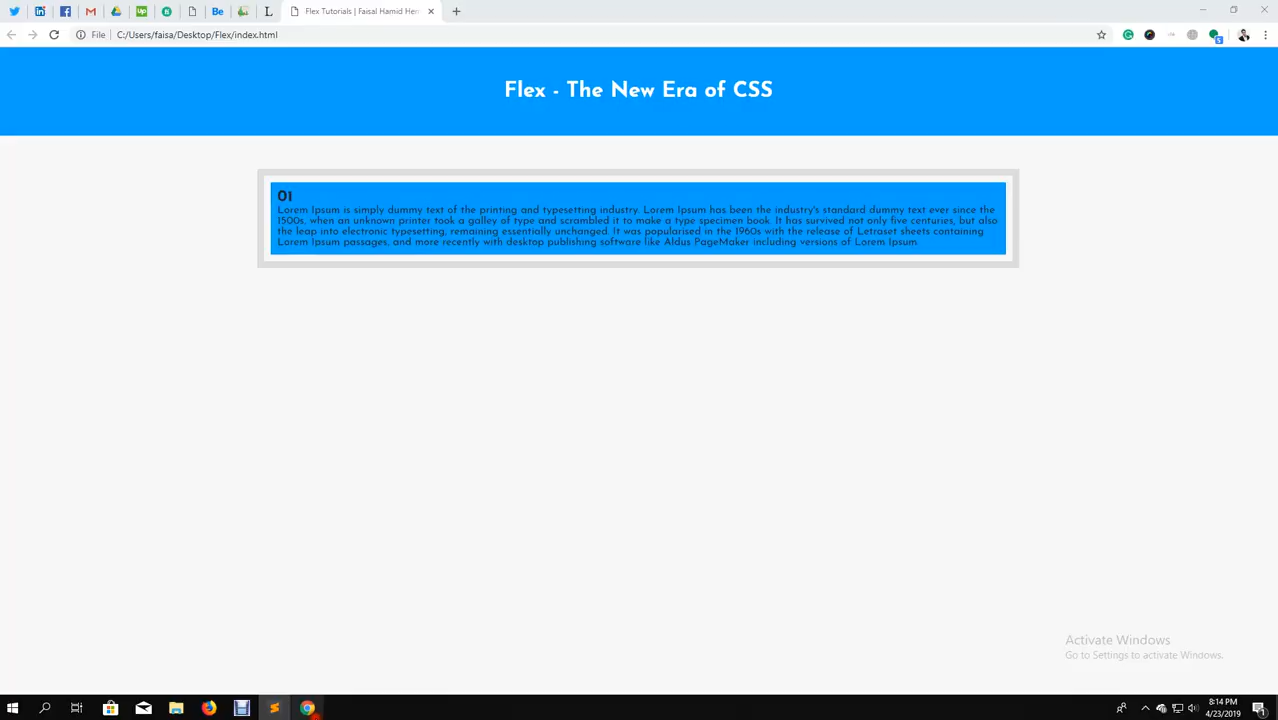 Flex Tutorials | Faisal Hamid Hem
File
C:/Users/faisa/Desktop/Flex/index.html
Flex - The New Era of CSS
01
Lorem Ipsum is simply dummy text of the printing and typesetting industry. Lorem Ipsum has been the industry's standard dummy text ever since the
1500s, when an unknown printer took a galley of type and scrambled it to make a type specimen book. It has survived not only five centuries, but also
the leap into electronic typesetting, remaining essentially unchanged. It was popularised in the 1960s with the release of Letraset sheets containing
Lorem Ipsum passages, and more recently with desktop publishing software like Aldus PageMaker including versions of Lorem Ipsum.
Activate Windows
Go to Settings to activate Windows.
8:14 PM
4/23/2019